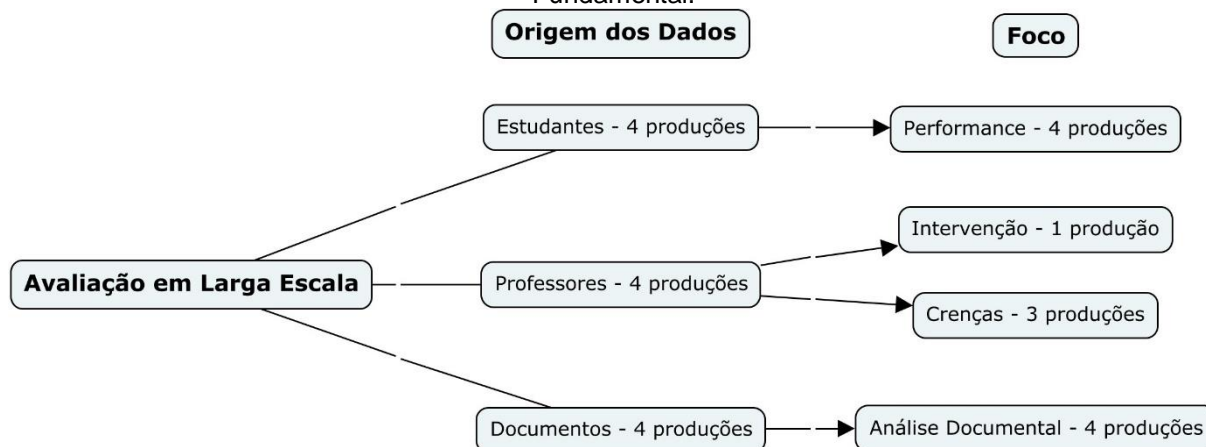 Fundamental.
Origem dos Dados
Foco
Estudantes - 4 produções
Performance - 4 produções
Intervenção - 1 produção
Avaliação em Larga Escala
Professores - 4 produções
Crenças - 3 produções
Documentos - 4 produções
Análise Documental - 4 produções